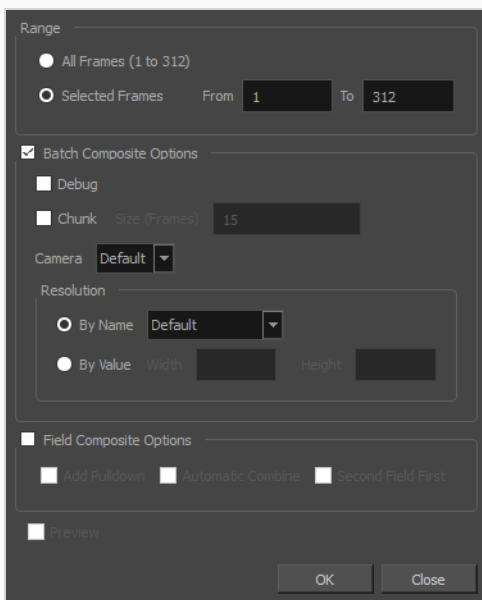 Range
All Frames (1 to 312)
Selected Frames From 1 To 312
Batch Composite Options
Debug
Chunk Size (Frames) 15
Camera Default
Resolution
By Name Default
By Value Width Height
Field Composite Options
Add Pulldown Automatic Combine Second Field First
Preview
OK Close